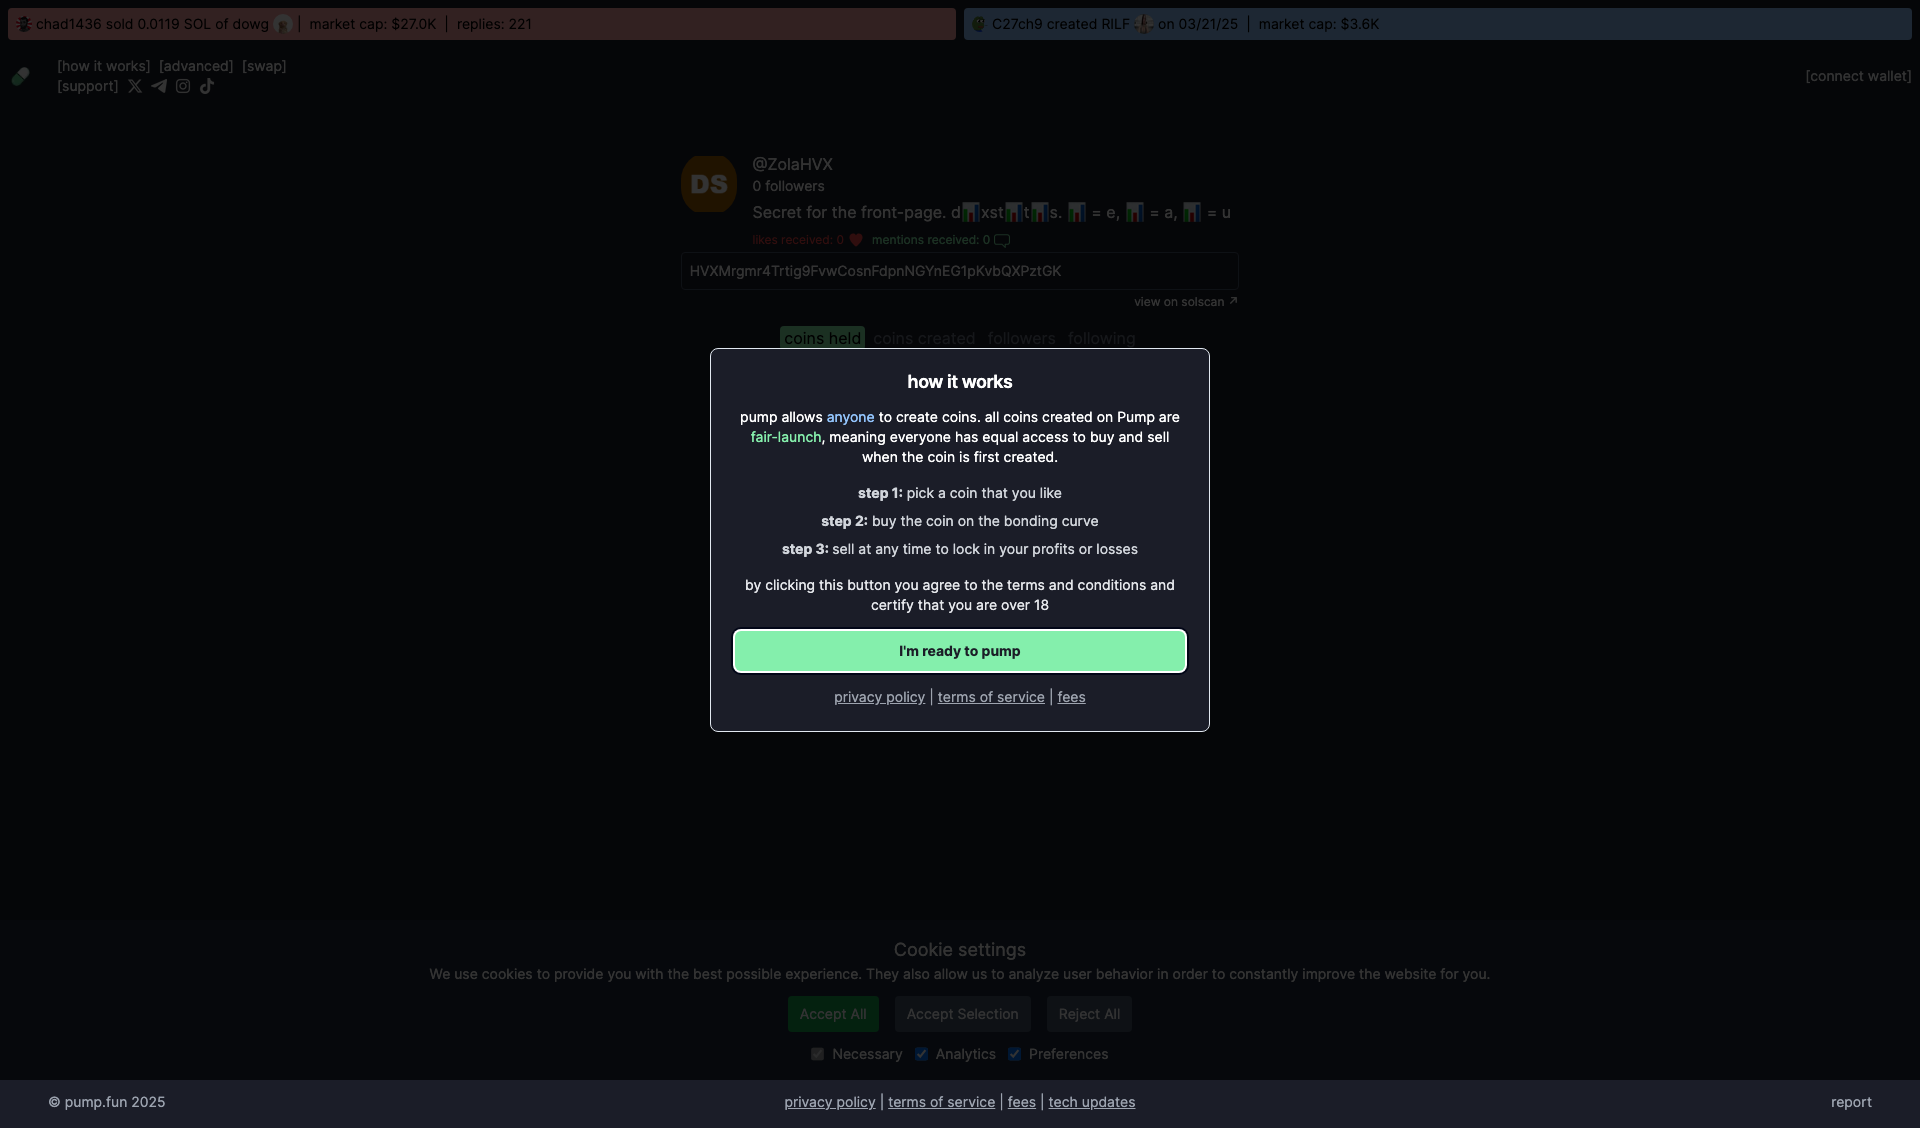 chad1436 sold 0.0119 SOL of dowg | market cap: $27.0K | replies: 221
C27ch9 created RILF on 03/21/25 | market cap: $3.6K
[how it works] [advanced] [swap]
[support]
[connect wallet]
DS
@ZolaHVX
0 followers
Secret for the front-page. d📊xst📊t📊s. 📊 = e, 📊 = a, 📊 = u
likes received: 0 mentions received: 0
HVXMrgmr4Trtig9FvwCosnFdpnNGYnEG1pKvbQXPztGK
view on solscan ↗
coins held coins created followers following
how it works
pump allows anyone to create coins. all coins created on Pump are
fair-launch, meaning everyone has equal access to buy and sell
when the coin is first created.
step 1: pick a coin that you like
step 2: buy the coin on the bonding curve
step 3: sell at any time to lock in your profits or losses
by clicking this button you agree to the terms and conditions and
certify that you are over 18
I'm ready to pump
privacy policy | terms of service | fees
Cookie settings
We use cookies to provide you with the best possible experience. They also allow us to analyze user behavior in order to constantly improve the website for you.
Accept All Accept Selection Reject All
Necessary Analytics Preferences
© pump.fun 2025
privacy policy | terms of service | fees | tech updates
report